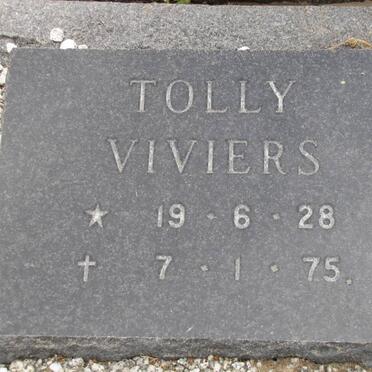 TOLLY
VIVIERS
★ 19 · 6 · 28
✝ 7 · 1 · 75.